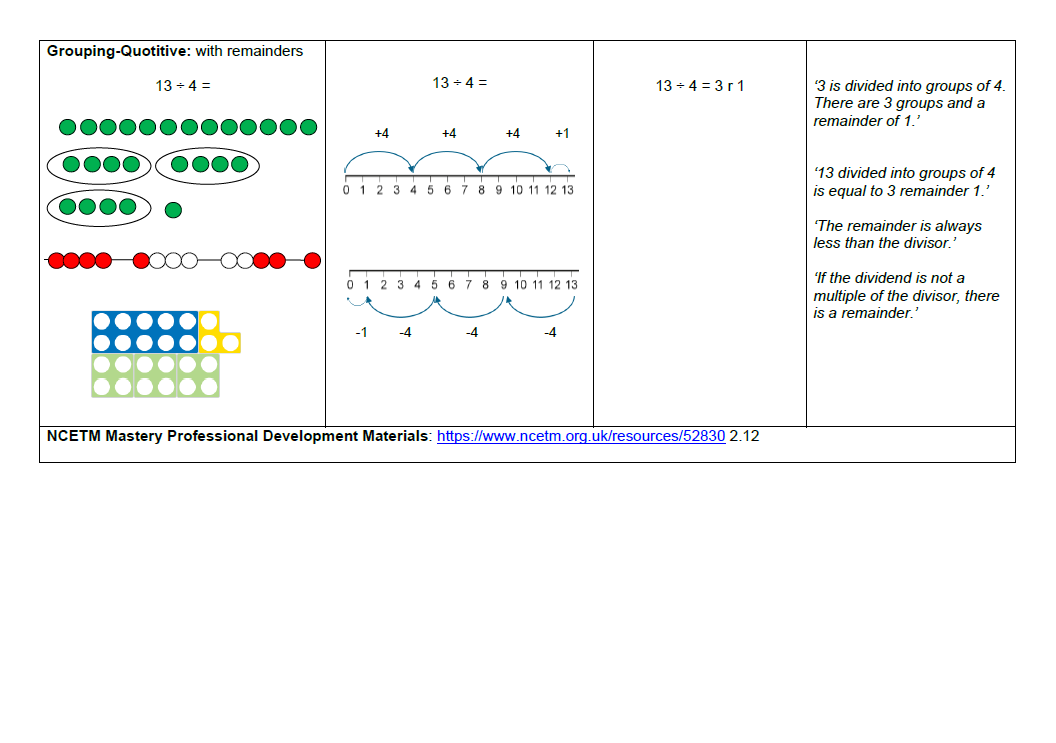 Grouping-Quotitive: with remainders
13 ÷ 4 =
13 ÷ 4 =
+4 +4 +4 +1
0 1 2 3 4 5 6 7 8 9 10 11 12 13
0 1 2 3 4 5 6 7 8 9 10 11 12 13
-1 -4 -4 -4
13 ÷ 4 = 3 r 1
‘3 is divided into groups of 4.
There are 3 groups and a
remainder of 1.’
‘13 divided into groups of 4
is equal to 3 remainder 1.’
‘The remainder is always
less than the divisor.’
‘If the dividend is not a
multiple of the divisor, there
is a remainder.’
NCETM Mastery Professional Development Materials: https://www.ncetm.org.uk/resources/52830 2.12